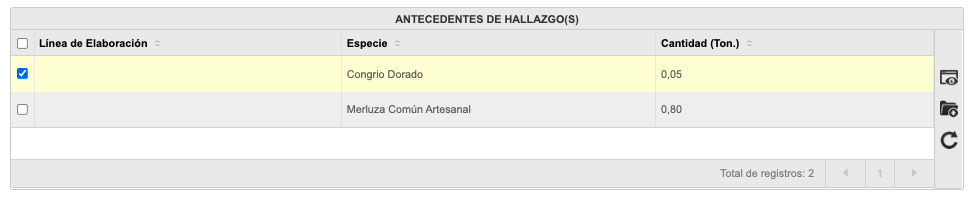 ANTECEDENTES DE HALLAZGO(S)
Línea de Elaboración Especie Cantidad (Ton.)
Congrio Dorado 0,05
Merluza Común Artesanal 0,80
Total de registros: 2 1